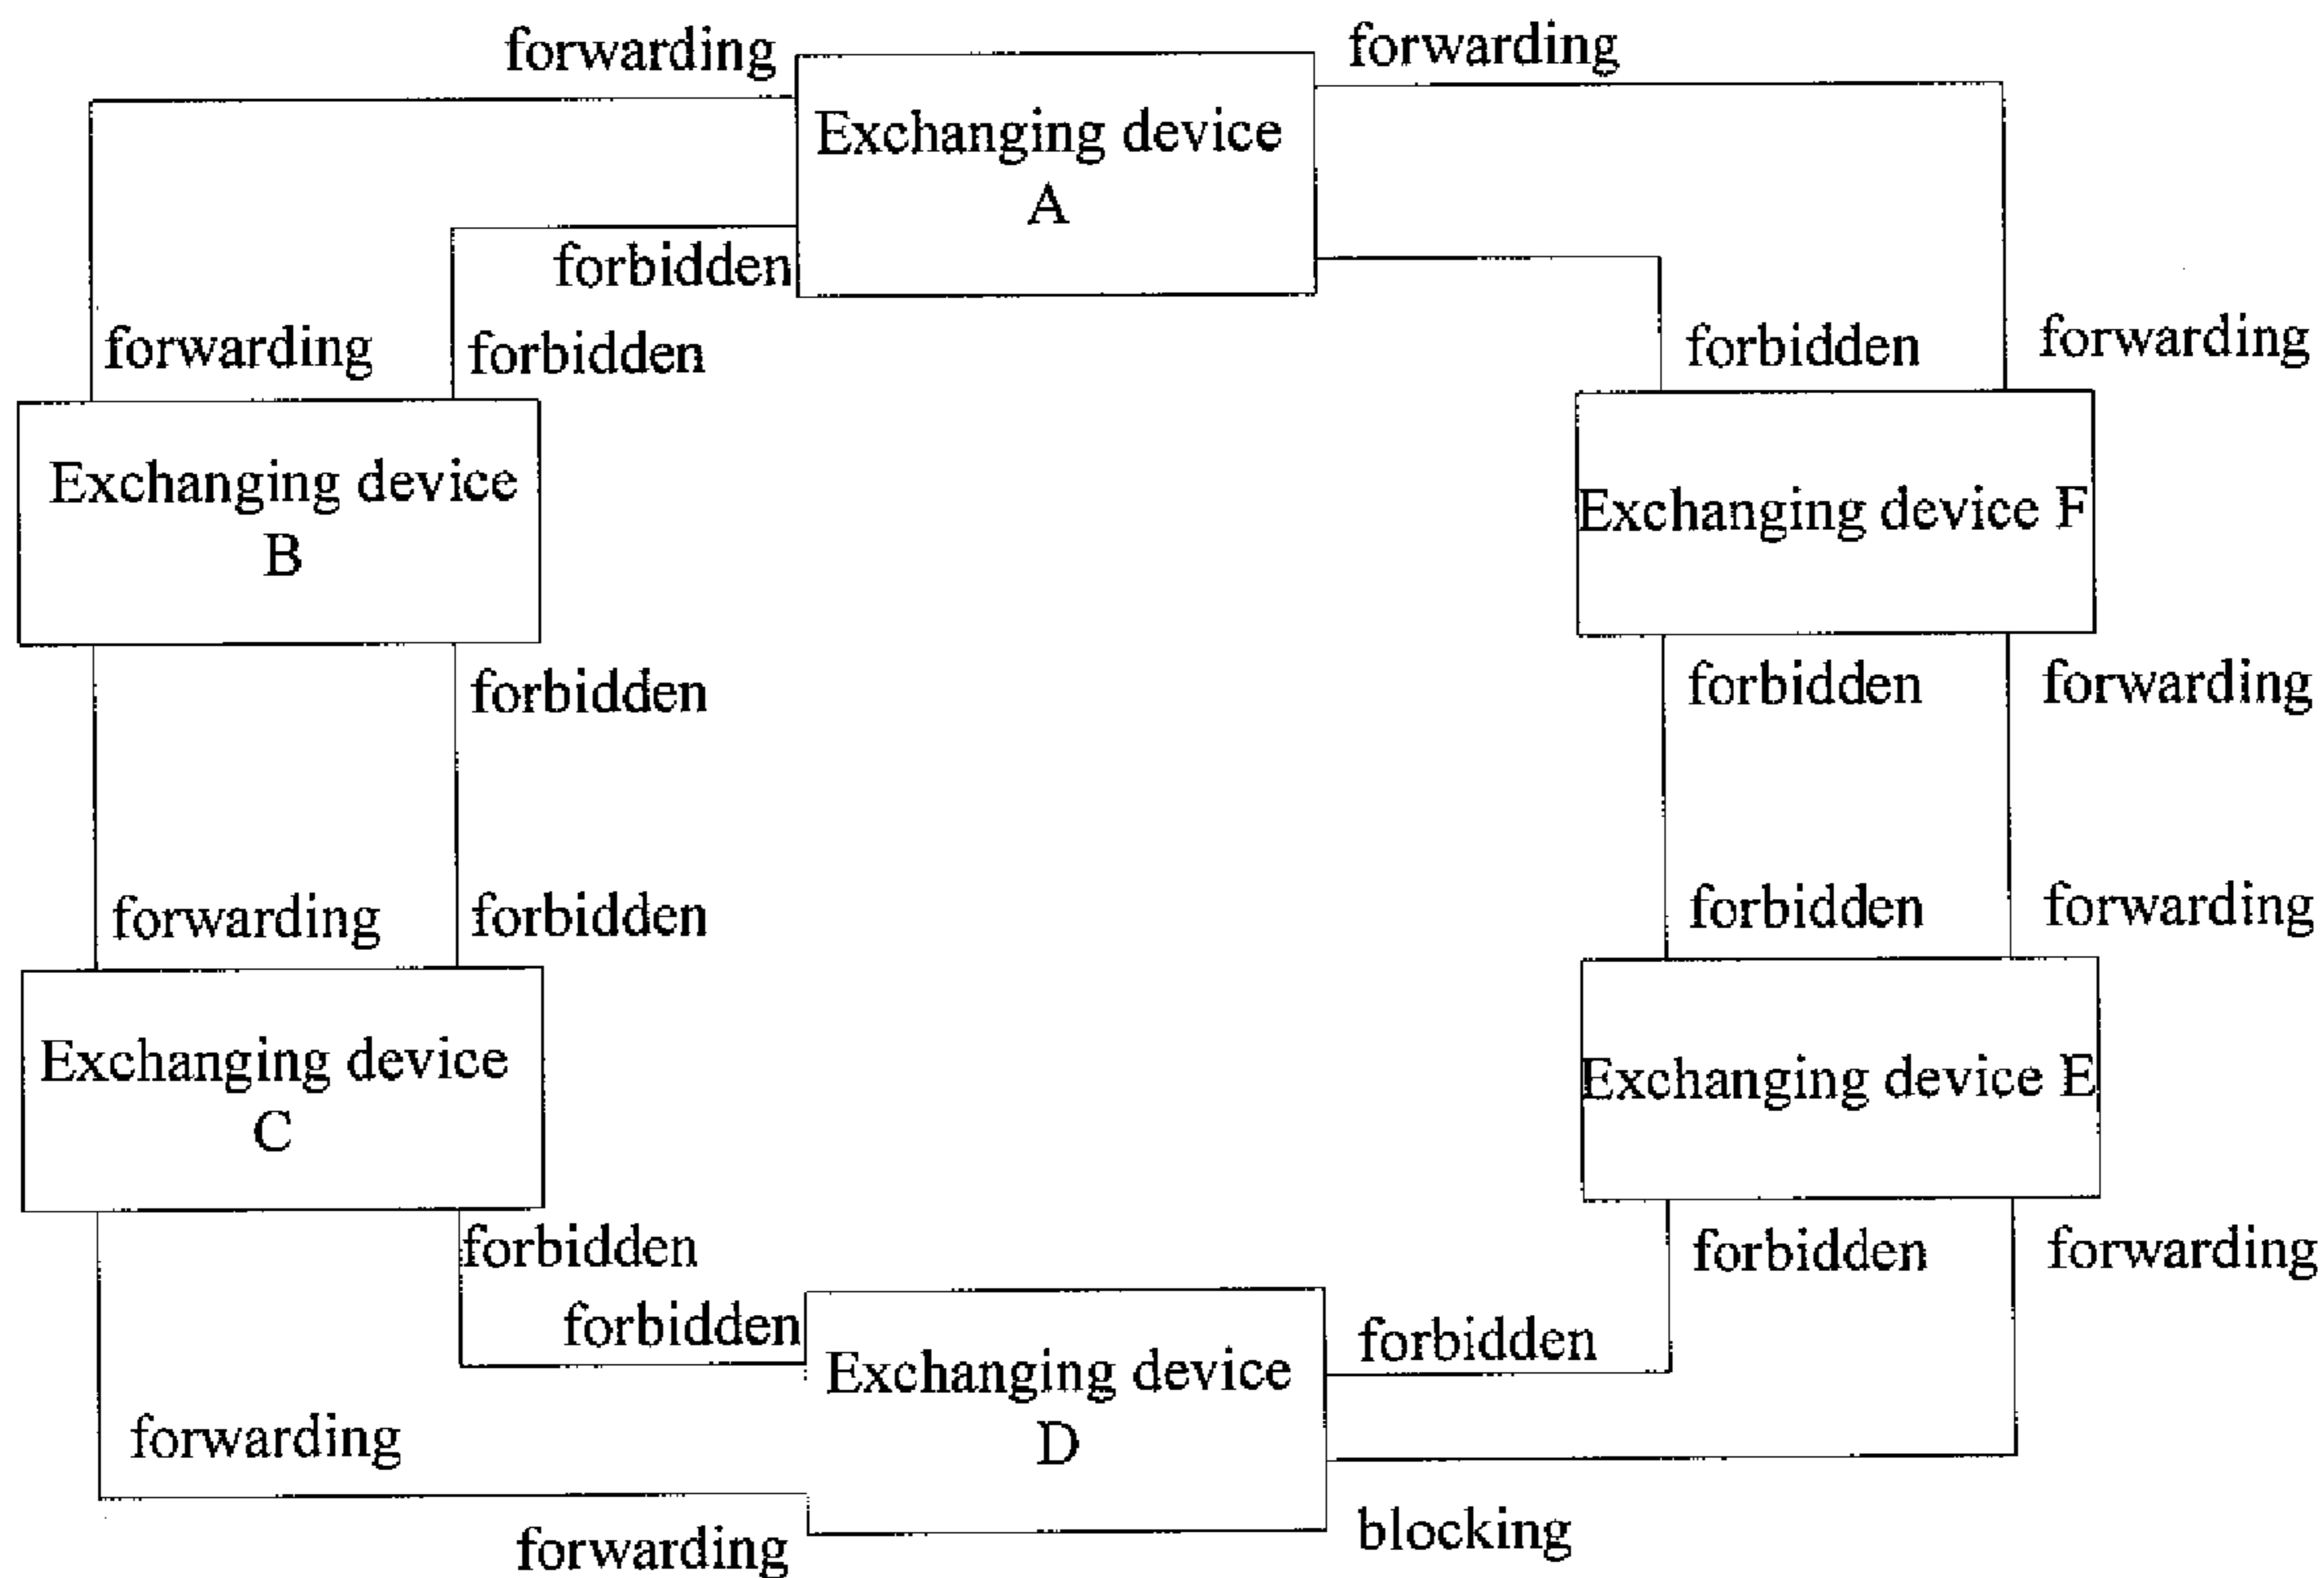 forwarding
forwarding
Exchanging device
A
forbidden
forwarding
forbidden
forbidden
forwarding
Exchanging device
B
Exchanging device F
forbidden
forbidden
forwarding
forwarding
forbidden
forbidden
forwarding
Exchanging device
C
Exchanging device E
forbidden
forbidden
forwarding
forbidden
forbidden
Exchanging device
D
forwarding
forwarding
blocking